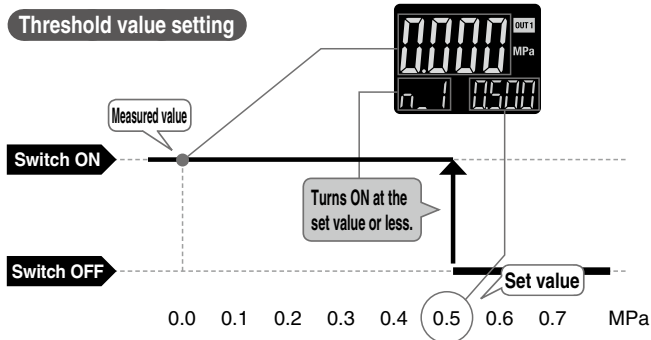 Threshold value setting
0.000
OUT1
MPa
n_1
0.500
Measured value
Switch ON
Turns ON at the
set value or less.
Switch OFF
Set value
0.0 0.1 0.2 0.3 0.4 0.5 0.6 0.7 MPa